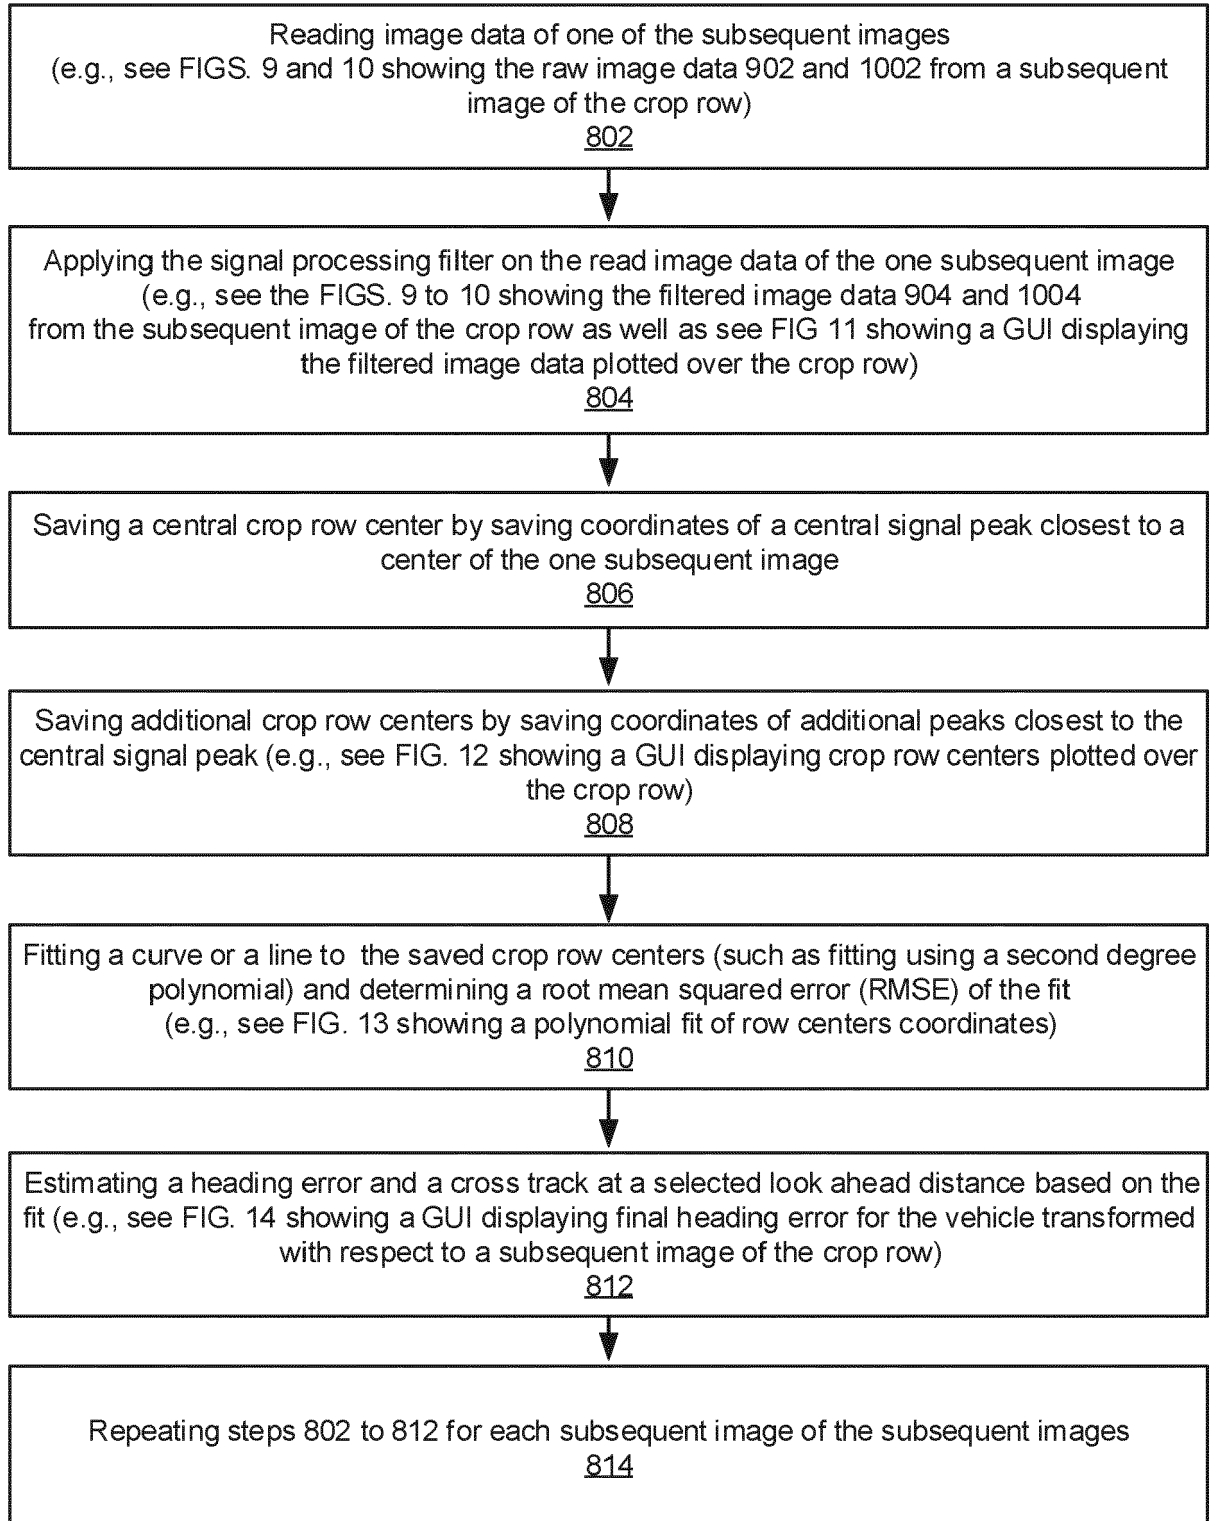 Reading image data of one of the subsequent images
(e.g., see FIGS. 9 and 10 showing the raw image data 902 and 1002 from a subsequent
image of the crop row)
802
Applying the signal processing filter on the read image data of the one subsequent image
(e.g., see the FIGS. 9 to 10 showing the filtered image data 904 and 1004
from the subsequent image of the crop row as well as see FIG 11 showing a GUI displaying
the filtered image data plotted over the crop row)
804
Saving a central crop row center by saving coordinates of a central signal peak closest to a
center of the one subsequent image
806
Saving additional crop row centers by saving coordinates of additional peaks closest to the
central signal peak (e.g., see FIG. 12 showing a GUI displaying crop row centers plotted over
the crop row)
808
Fitting a curve or a line to the saved crop row centers (such as fitting using a second degree
polynomial) and determining a root mean squared error (RMSE) of the fit
(e.g., see FIG. 13 showing a polynomial fit of row centers coordinates)
810
Estimating a heading error and a cross track at a selected look ahead distance based on the
fit (e.g., see FIG. 14 showing a GUI displaying final heading error for the vehicle transformed
with respect to a subsequent image of the crop row)
812
Repeating steps 802 to 812 for each subsequent image of the subsequent images
814